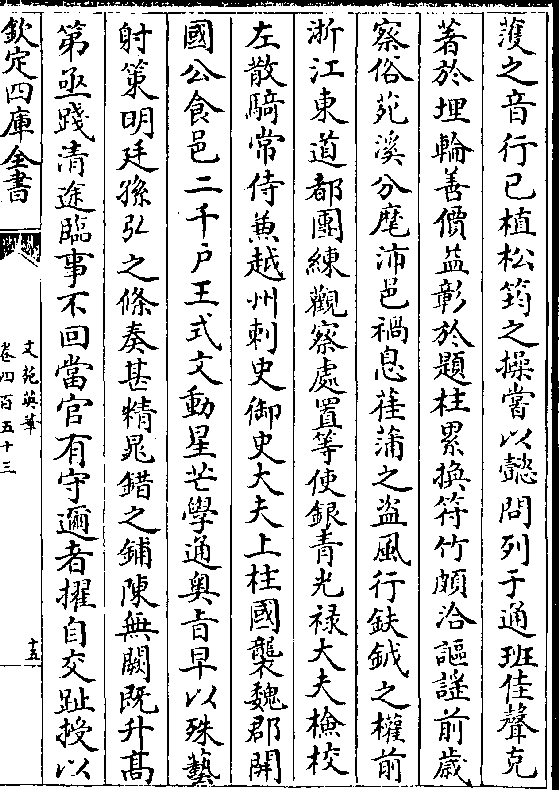 頀之音行已植松筠之操嘗以懿問列于通班佳聲克
著於埋輪善價益彰於題柱累換符竹頗洽謳謡前歳
察俗苑溪分麾沛邑禍息萑蒲之盗風行鈇鉞之權前
浙江東道都團練觀察處置等使銀青光禄大夫檢校
左散騎常侍兼越州刺史御史大夫上柱國襲魏郡開
國公食邑二千户王式文動星芒學通奥旨早以殊藝
射策明廷孫弘之條奏甚精晁錯之鋪陳無闕既升髙
第亟踐清途臨事不回當官有守邇者擢自交趾授以
欽定四庫全書
文苑英華
卷四百五十三
十五